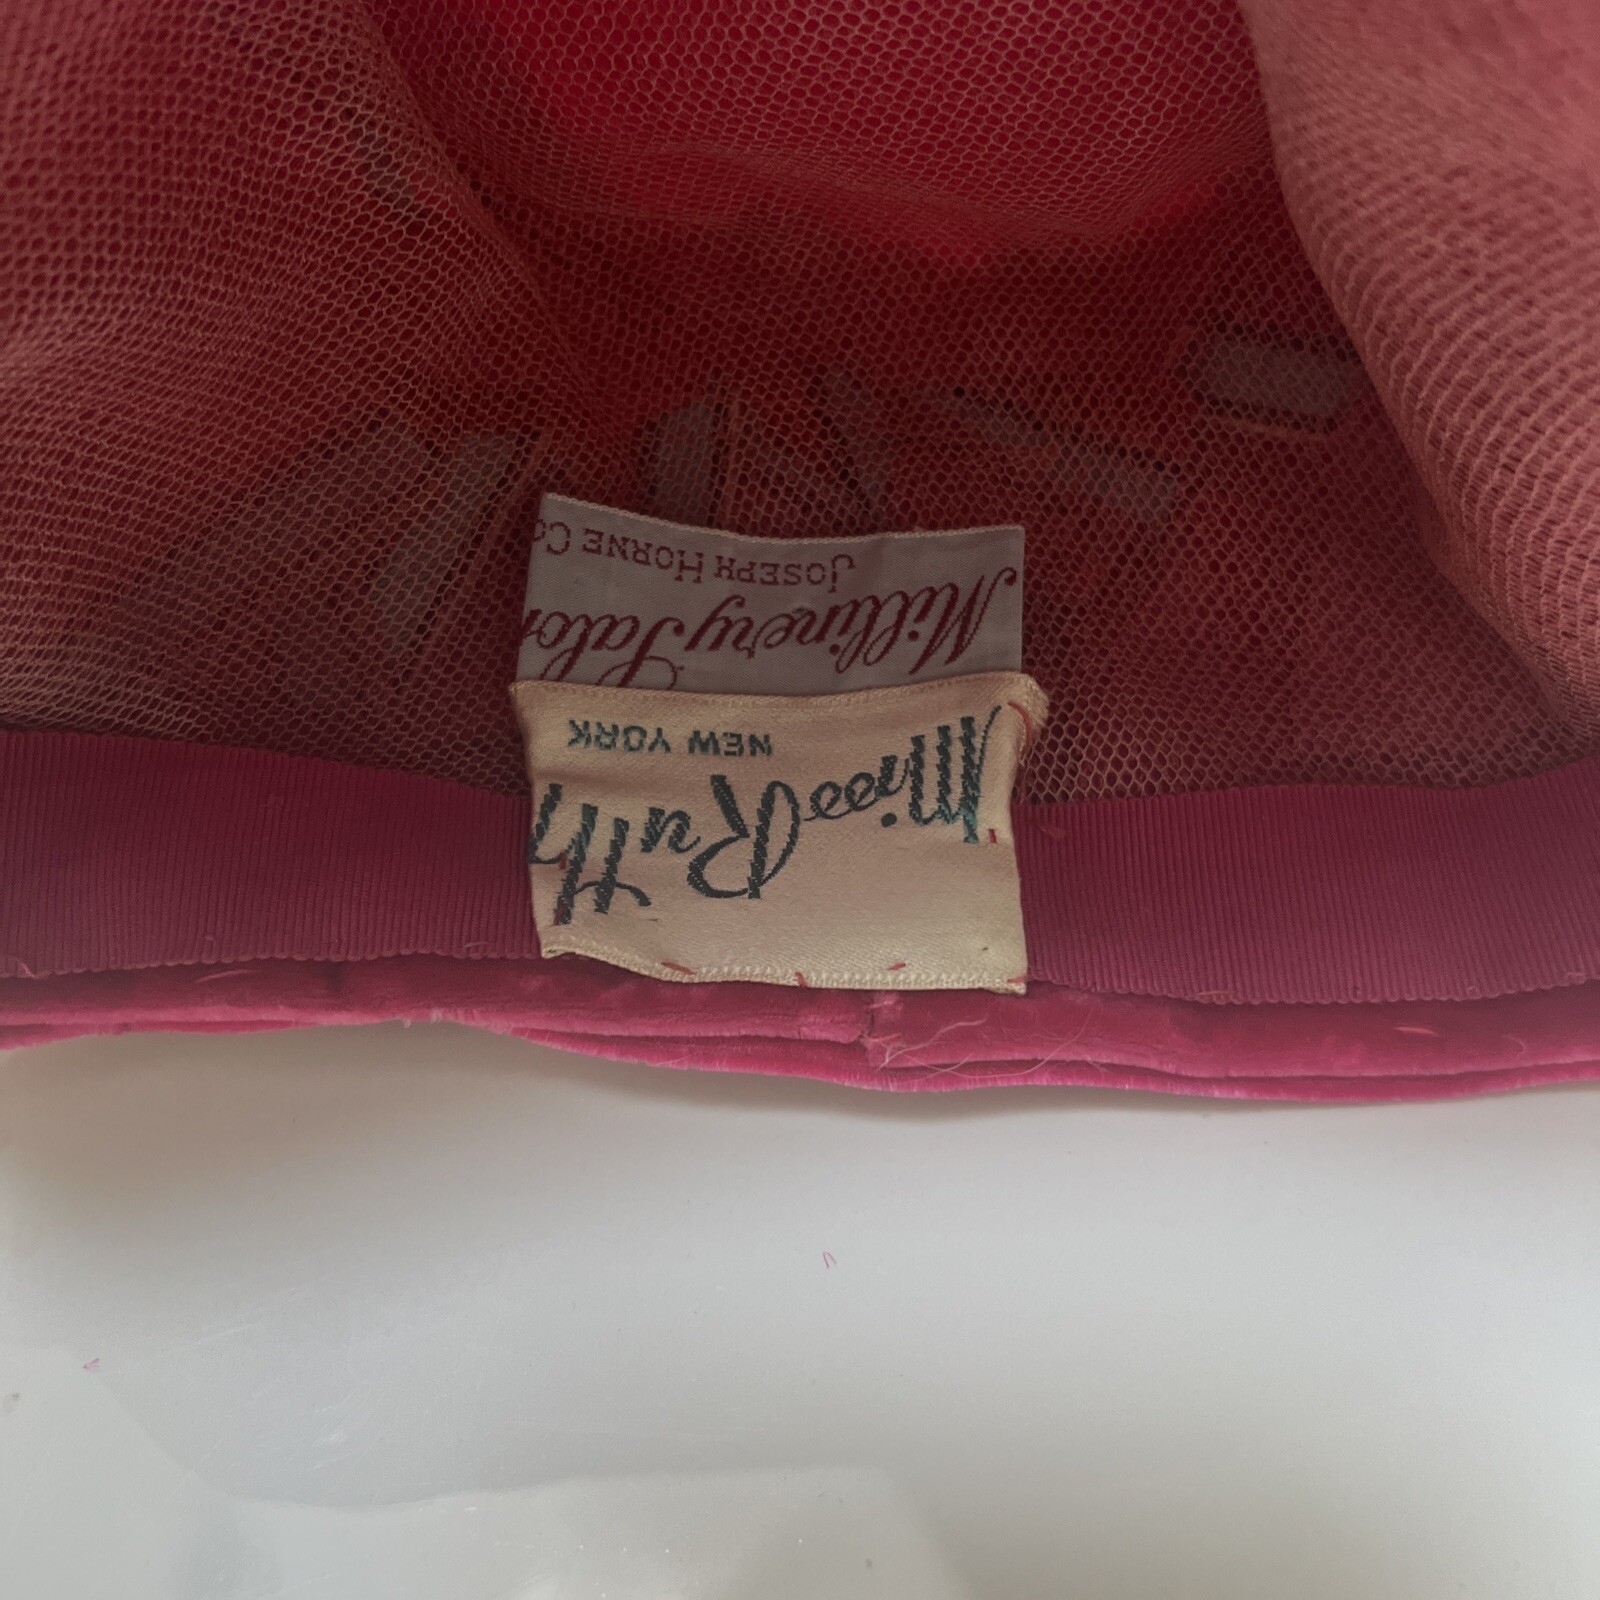 Miss Ruth
NEW YORK
Millinery Salon
JOSEPH HORNE Co